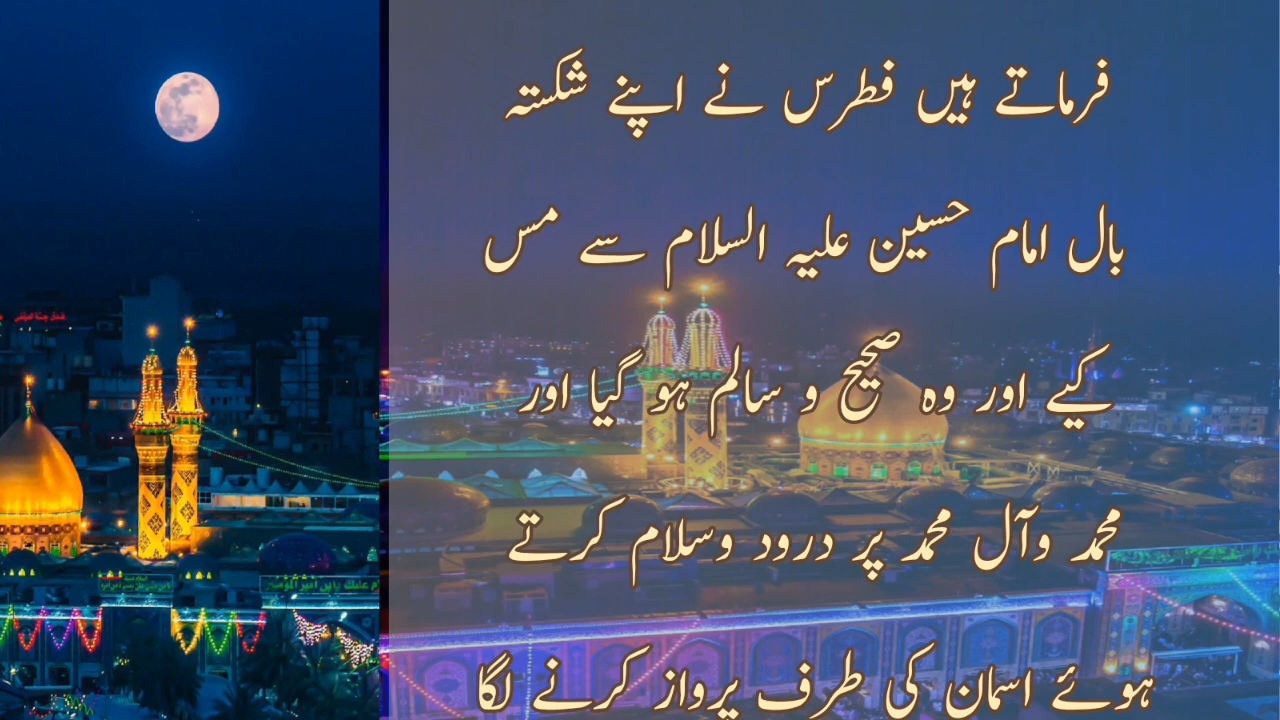 فرماتے ہیں فطرس نے اپنے شکستہ
بال امام حسین علیہ السلام سے مس
کیے اور وہ صحیح و سالم ہو گیا اور
محمد وآل محمد پر درود وسلام کرتے
ہوئے اسمان کی طرف پرواز کرنے لگا